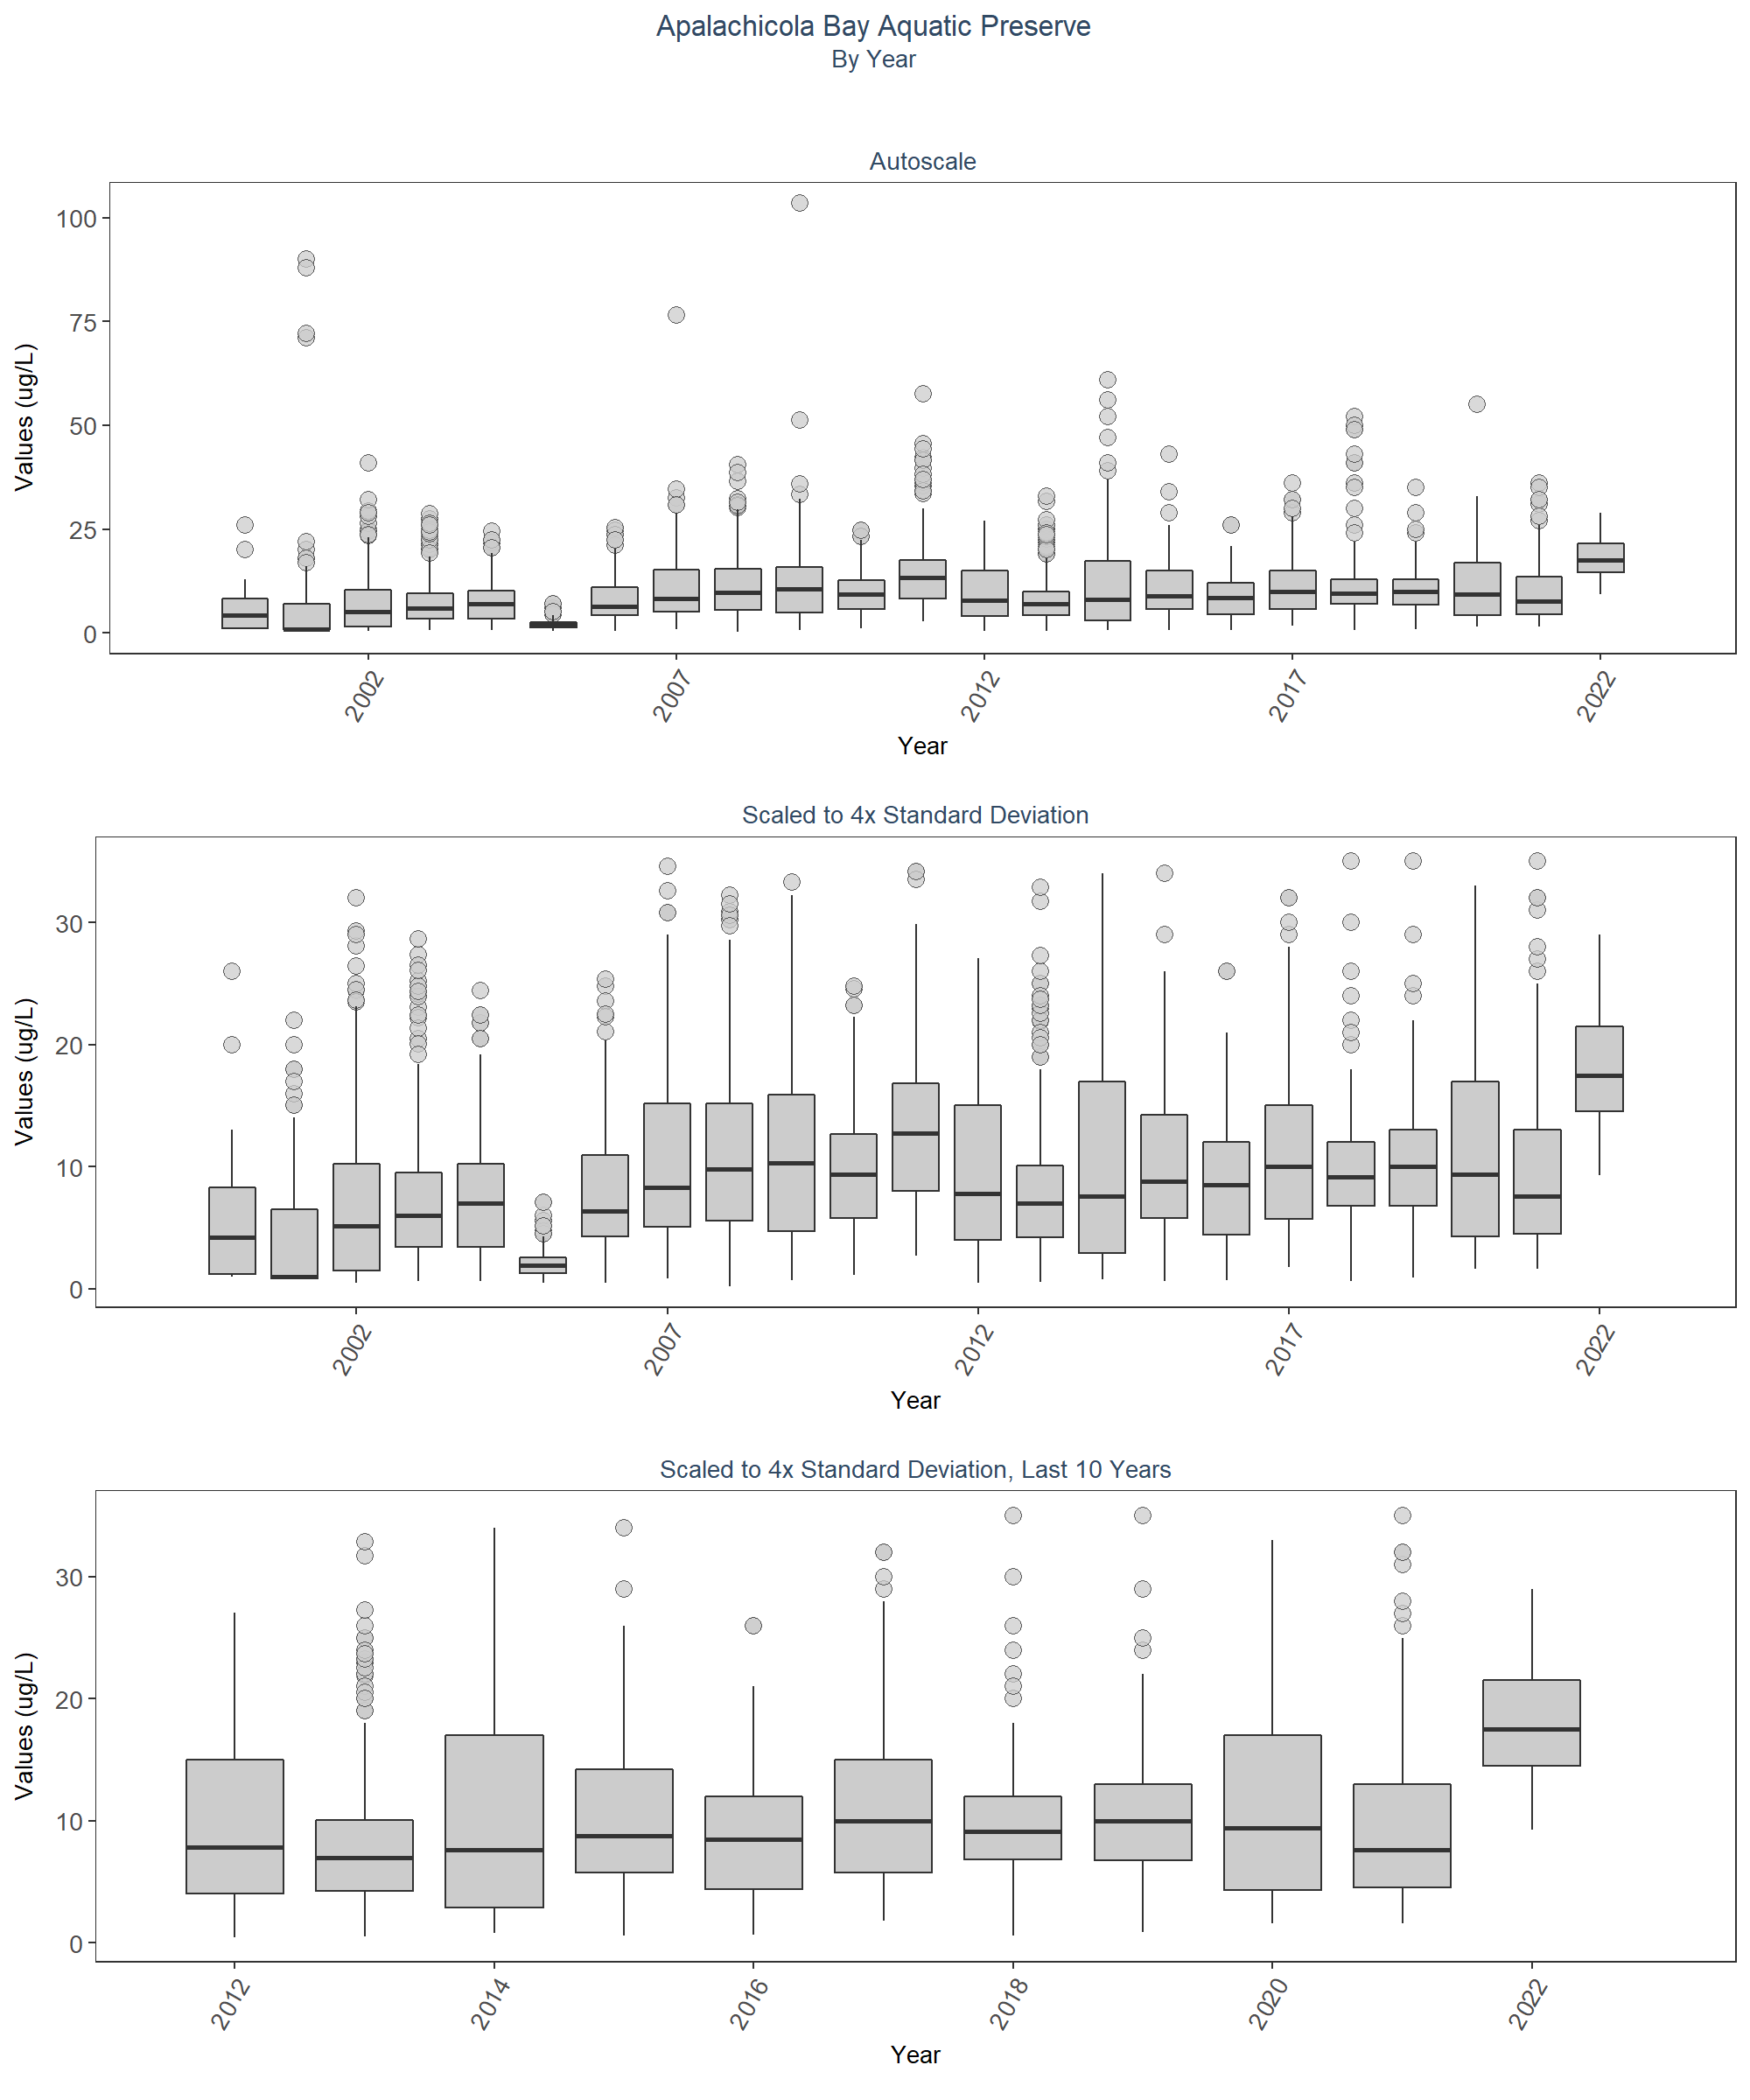 Apalachicola Bay Aquatic Preserve
By Year
Autoscale
Values (ug/L)
100
75
50
25
0
2002
2007
2012
2017
2022
Year
Scaled to 4x Standard Deviation
Values (ug/L)
30
20
10
0
2002
2007
2012
2017
2022
Year
Scaled to 4x Standard Deviation, Last 10 Years
Values (ug/L)
30
20
10
0
2012
2014
2016
2018
2020
2022
Year